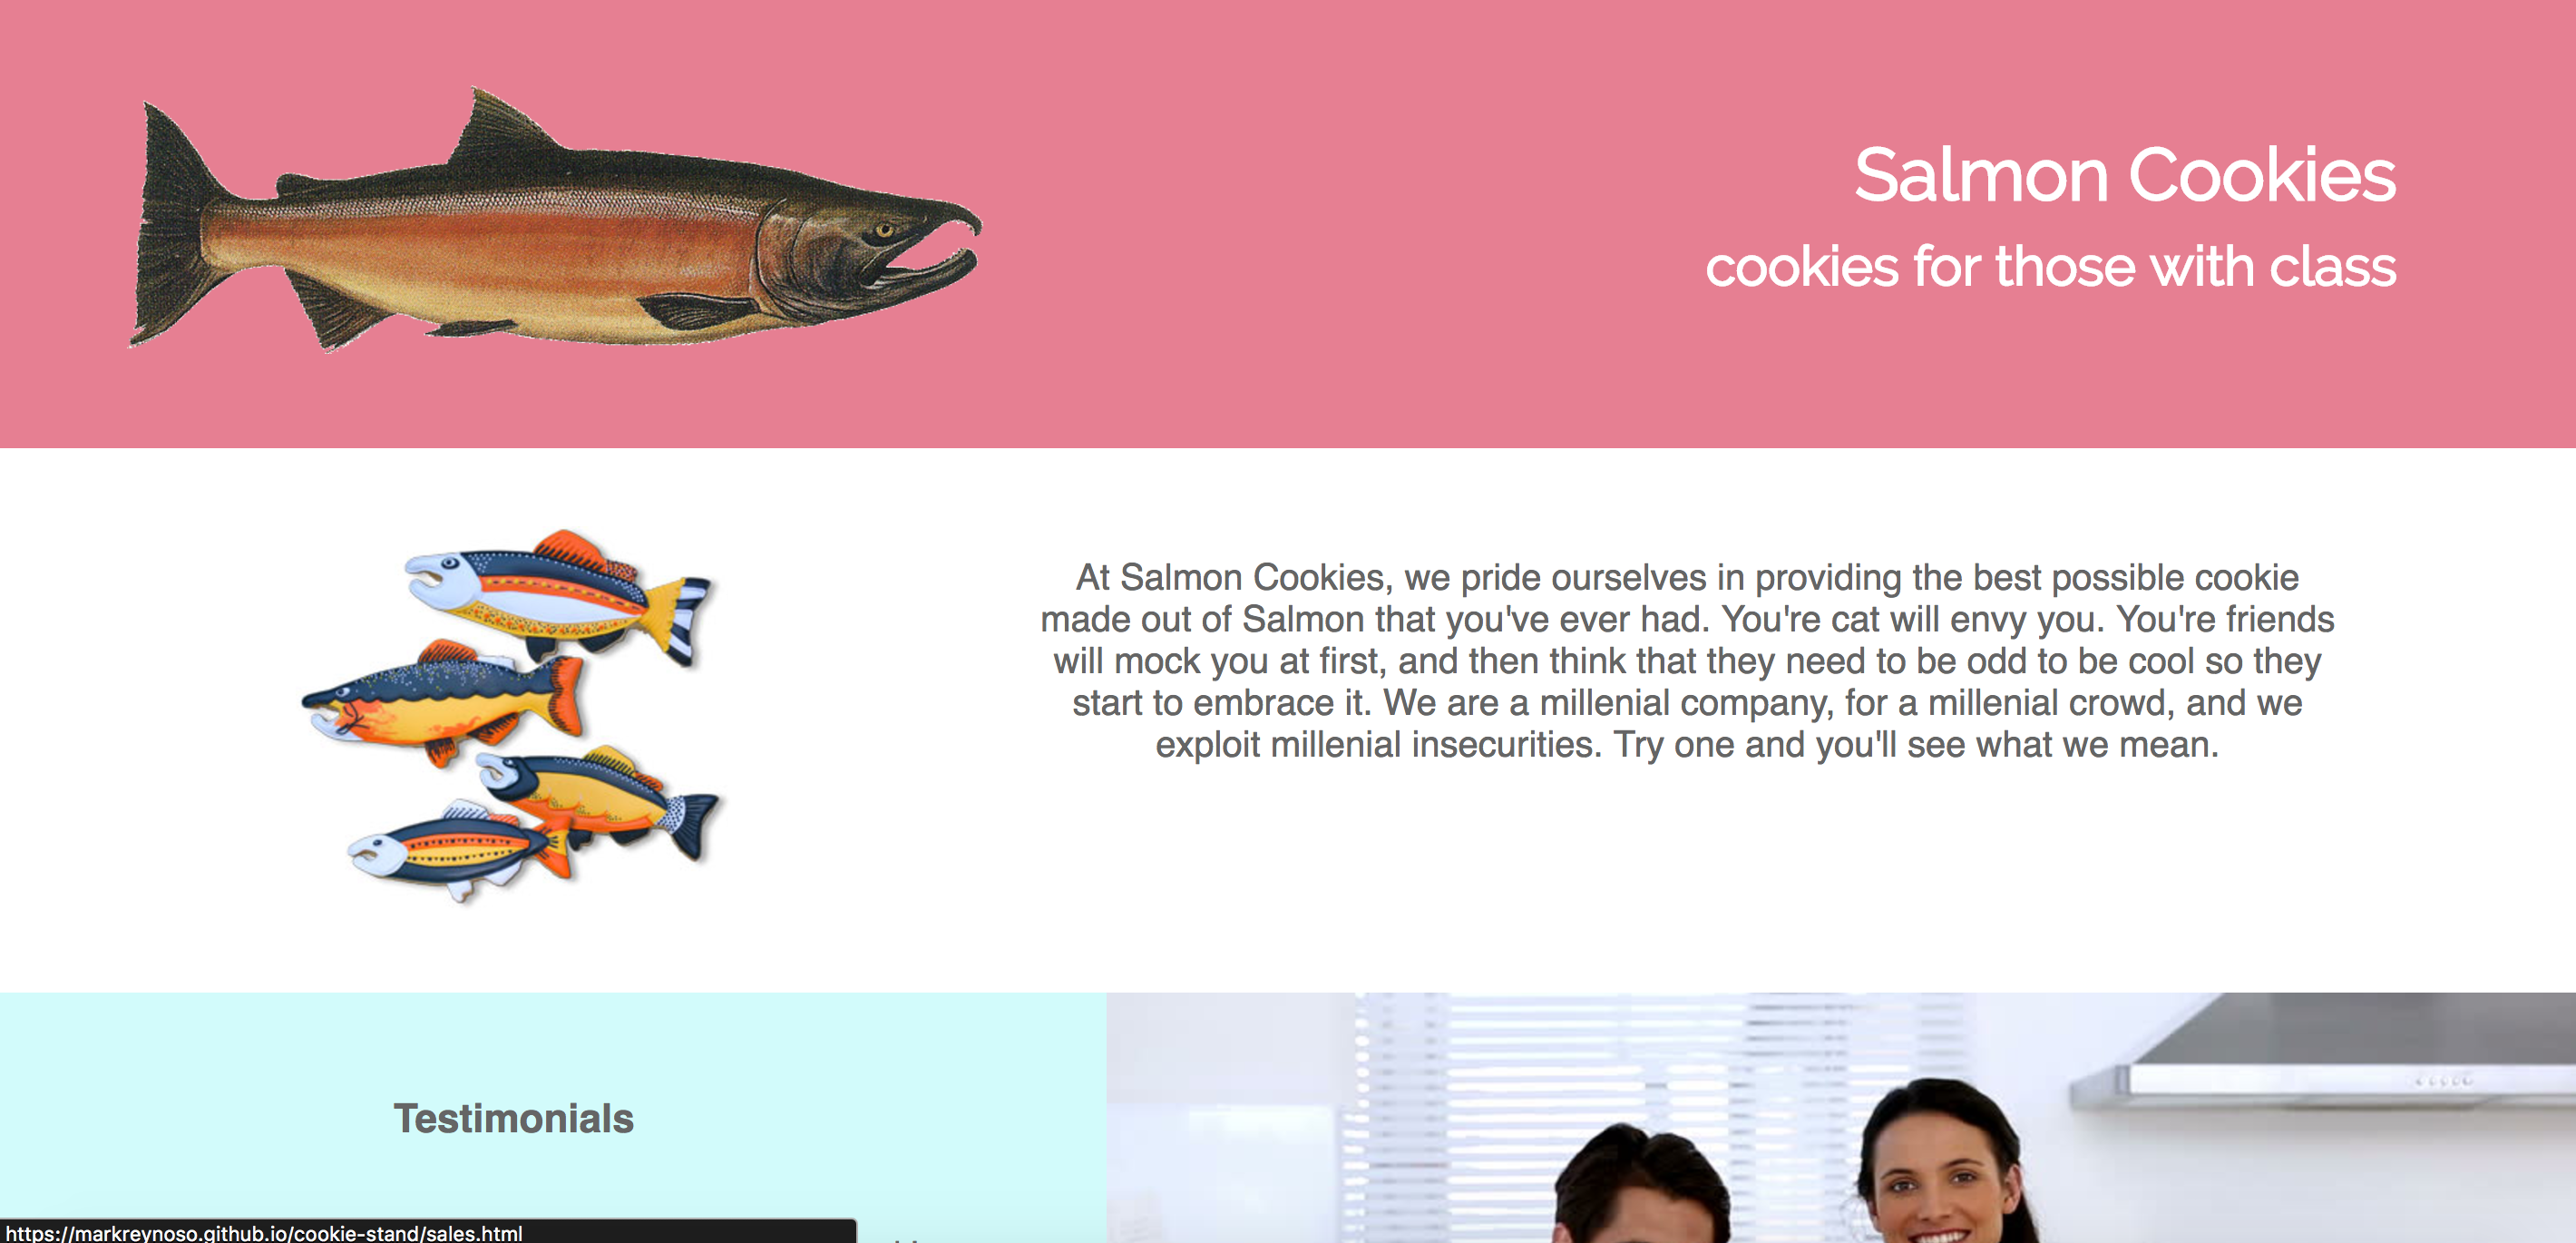 Salmon Cookies
cookies for those with class
At Salmon Cookies, we pride ourselves in providing the best possible cookie
made out of Salmon that you've ever had. You're cat will envy you. You're friends
will mock you at first, and then think that they need to be odd to be cool so they
start to embrace it. We are a millenial company, for a millenial crowd, and we
exploit millenial insecurities. Try one and you'll see what we mean.
Testimonials
https://markreynoso.github.io/cookie-stand/sales.html